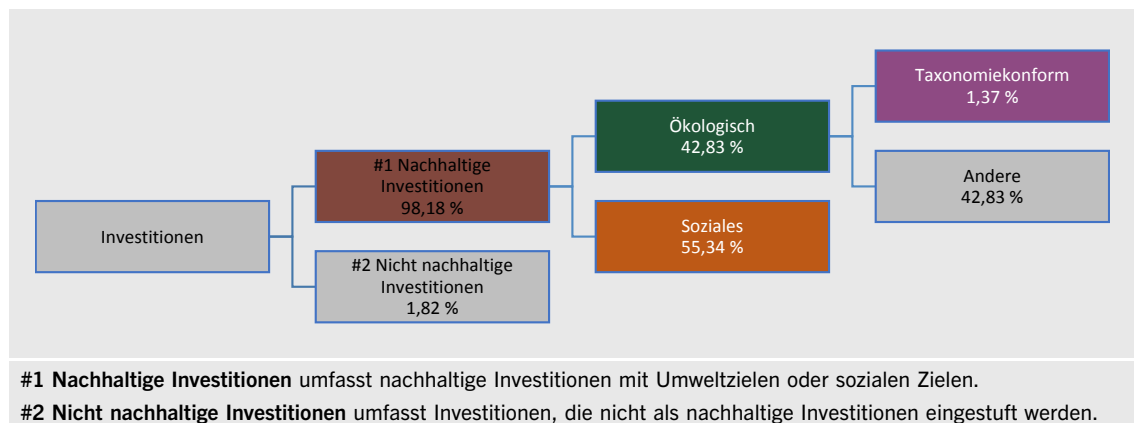 Investitionen
#1 Nachhaltige
Investitionen
98,18 %
#2 Nicht nachhaltige
Investitionen
1,82 %
Ökologisch
42,83 %
Soziales
55,34 %
Taxonomiekonform
1,37 %
Andere
42,83 %
#1 Nachhaltige Investitionen umfasst nachhaltige Investitionen mit Umweltzielen oder sozialen Zielen.
#2 Nicht nachhaltige Investitionen umfasst Investitionen, die nicht als nachhaltige Investitionen eingestuft werden.